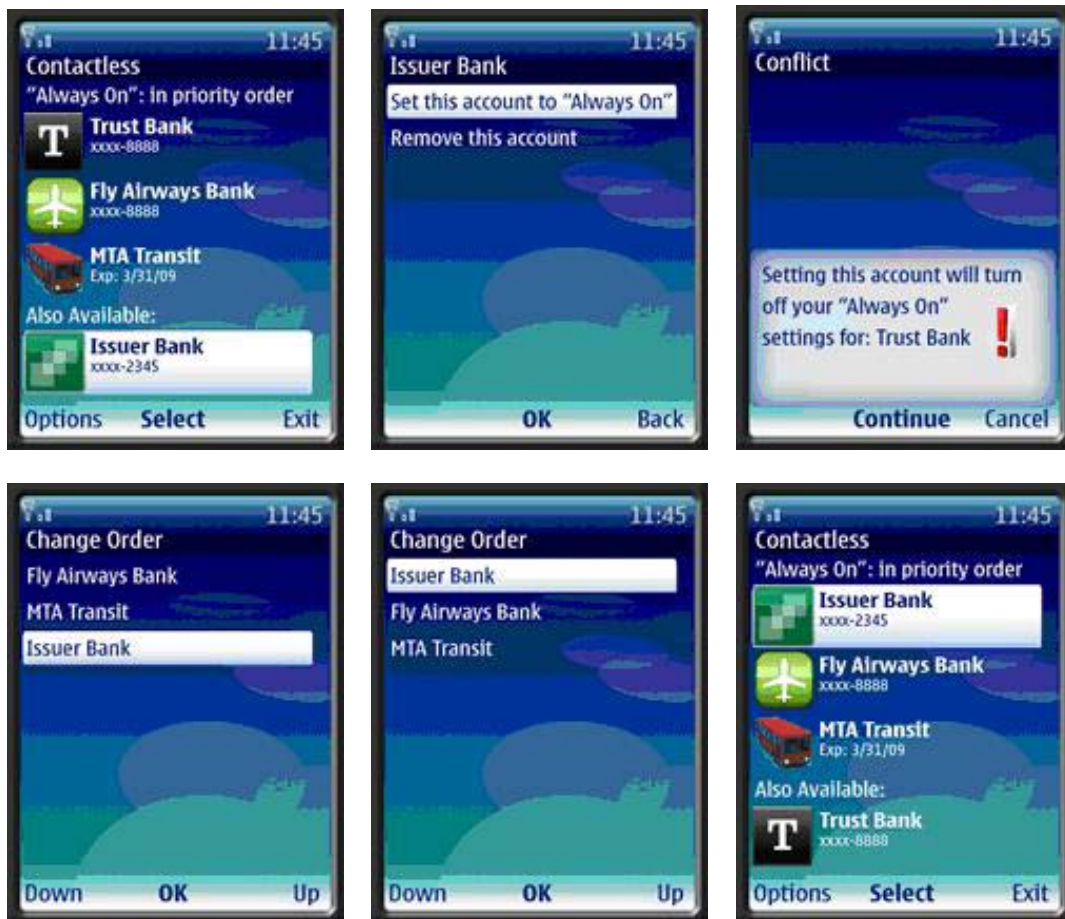 11:45
Contactless
"Always On": in priority order
T
Trust Bank
xxxx-8888
Fly Airways Bank
xxxx-8888
MTA Transit
Exp: 3/31/09
Also Available:
Issuer Bank
xxxx-2345
Options Select Exit
11:45
Issuer Bank
Set this account to "Always On"
Remove this account
OK Back
11:45
Conflict
Setting this account will turn
off your "Always On"
settings for: Trust Bank
!
Continue Cancel
11:45
Change Order
Fly Airways Bank
MTA Transit
Issuer Bank
Down OK Up
11:45
Change Order
Issuer Bank
Fly Airways Bank
MTA Transit
Down OK Up
11:45
Contactless
"Always On": in priority order
Issuer Bank
xxxx-2345
Fly Airways Bank
xxxx-8888
MTA Transit
Exp: 3/31/09
Also Available:
T
Trust Bank
xxxx-8888
Options Select Exit